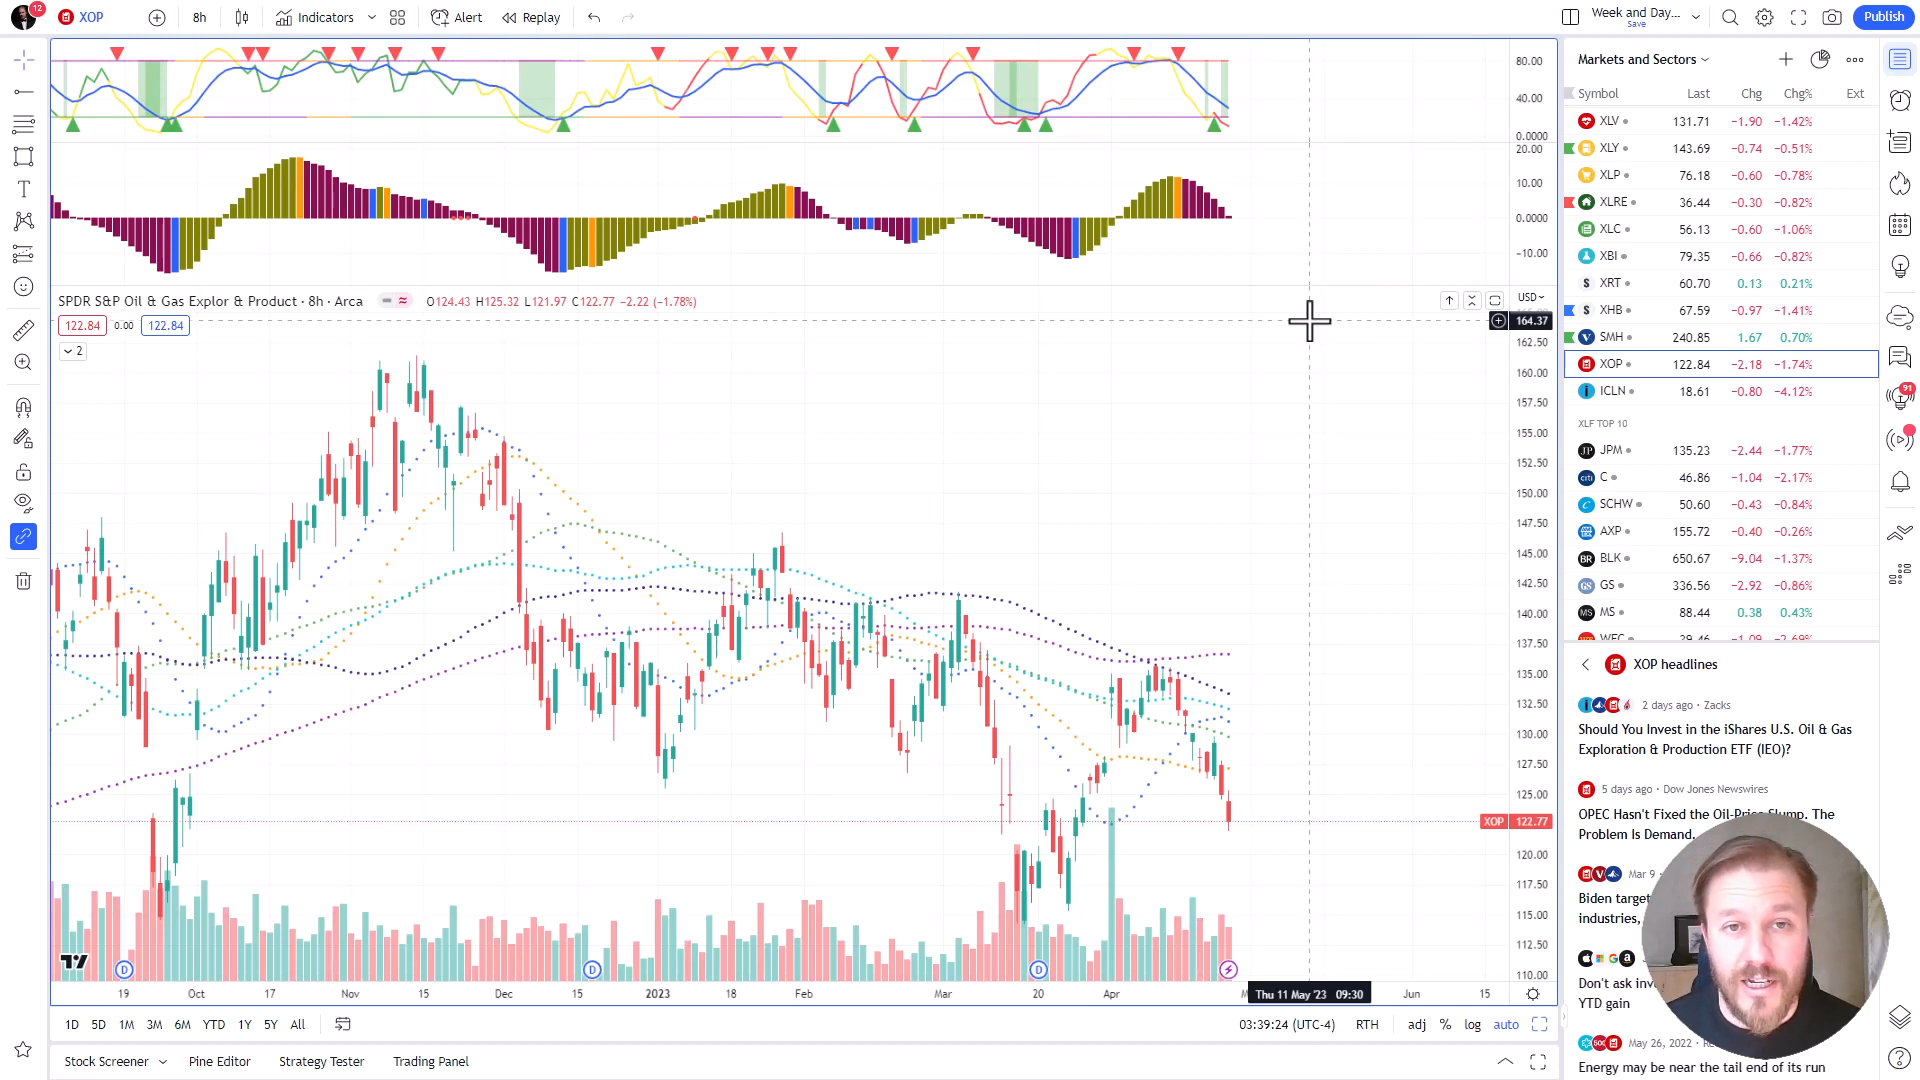 12
XOP
8h
Indicators
Alert
Replay
Week and Day...
Save
Publish
80.00
40.00
0.0000
20.00
10.00
0.0000
−10.00
SPDR S&P Oil & Gas Explor & Product · 8h · Arca
O124.43 H125.32 L121.97 C122.77 −2.22 (−1.78%)
122.84 0.00 122.84
2
USD
164.37
162.50
160.00
157.50
155.00
152.50
150.00
147.50
145.00
142.50
140.00
137.50
135.00
132.50
130.00
127.50
125.00
XOP 122.77
120.00
117.50
115.00
112.50
110.00
D
D
D
19 Oct 17 Nov 15 Dec 15 2023 18 Feb Mar 20 Apr
Thu 11 May '23 09:30
Jun 15
1D 5D 1M 3M 6M YTD 1Y 5Y All
03:39:24 (UTC-4) RTH adj % log auto
Stock Screener Pine Editor Strategy Tester Trading Panel
Markets and Sectors
Symbol Last Chg Chg% Ext
XLV 131.71 −1.90 −1.42%
XLY 143.69 −0.74 −0.51%
XLP 76.18 −0.60 −0.78%
XLRE 36.44 −0.30 −0.82%
XLC 56.13 −0.60 −1.06%
XBI 79.35 −0.66 −0.82%
S XRT 60.70 0.13 0.21%
S XHB 67.59 −0.97 −1.41%
V SMH 240.85 1.67 0.70%
XOP 122.84 −2.18 −1.74%
ICLN 18.61 −0.80 −4.12%
XLF TOP 10
JP JPM 135.23 −2.44 −1.77%
citi C 46.86 −1.04 −2.17%
SCHW 50.60 −0.43 −0.84%
AXP 155.72 −0.40 −0.26%
BR BLK 650.67 −9.04 −1.37%
GS GS 336.56 −2.92 −0.86%
MS MS 88.44 0.38 0.43%
WFC 39.46 −1.09 −2.69%
91
XOP headlines
2 days ago · Zacks
Should You Invest in the iShares U.S. Oil & Gas
Exploration & Production ETF (IEO)?
5 days ago · Dow Jones Newswires
OPEC Hasn't Fixed the Oil-Price Slump. The
Problem Is Demand.
Mar 9
Biden target
industries,
Don't ask
YTD gain
May 26, 2022 ·
Energy may be near the tail end of its run